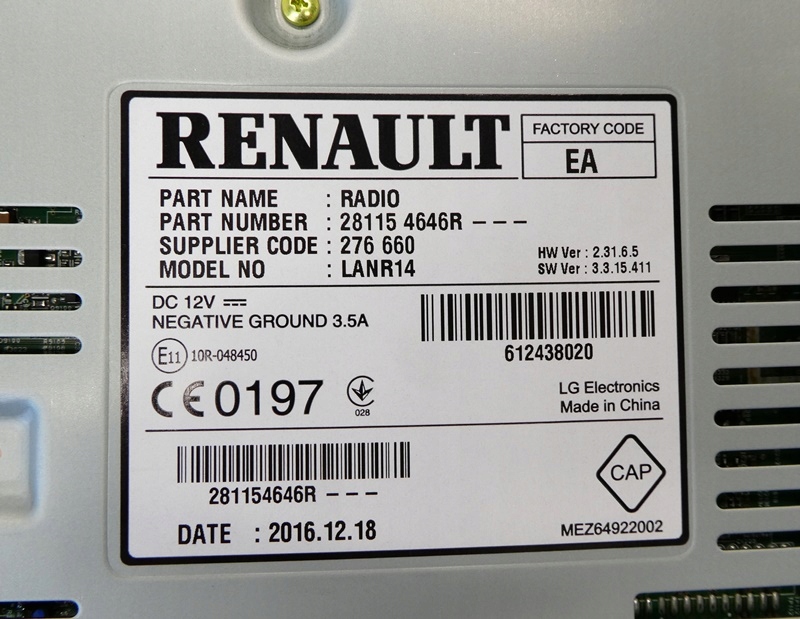 RENAULT
FACTORY CODE
EA
PART NAME : RADIO
PART NUMBER : 28115 4646R - - -
SUPPLIER CODE : 276 660
MODEL NO : LANR14
HW Ver : 2.31.6.5
SW Ver : 3.3.15.411
DC 12V
NEGATIVE GROUND 3.5A
612438020
E11 10R-048450
CE0197
028
LG Electronics
Made in China
281154646R - - -
DATE : 2016.12.18
CAP
MEZ64922002